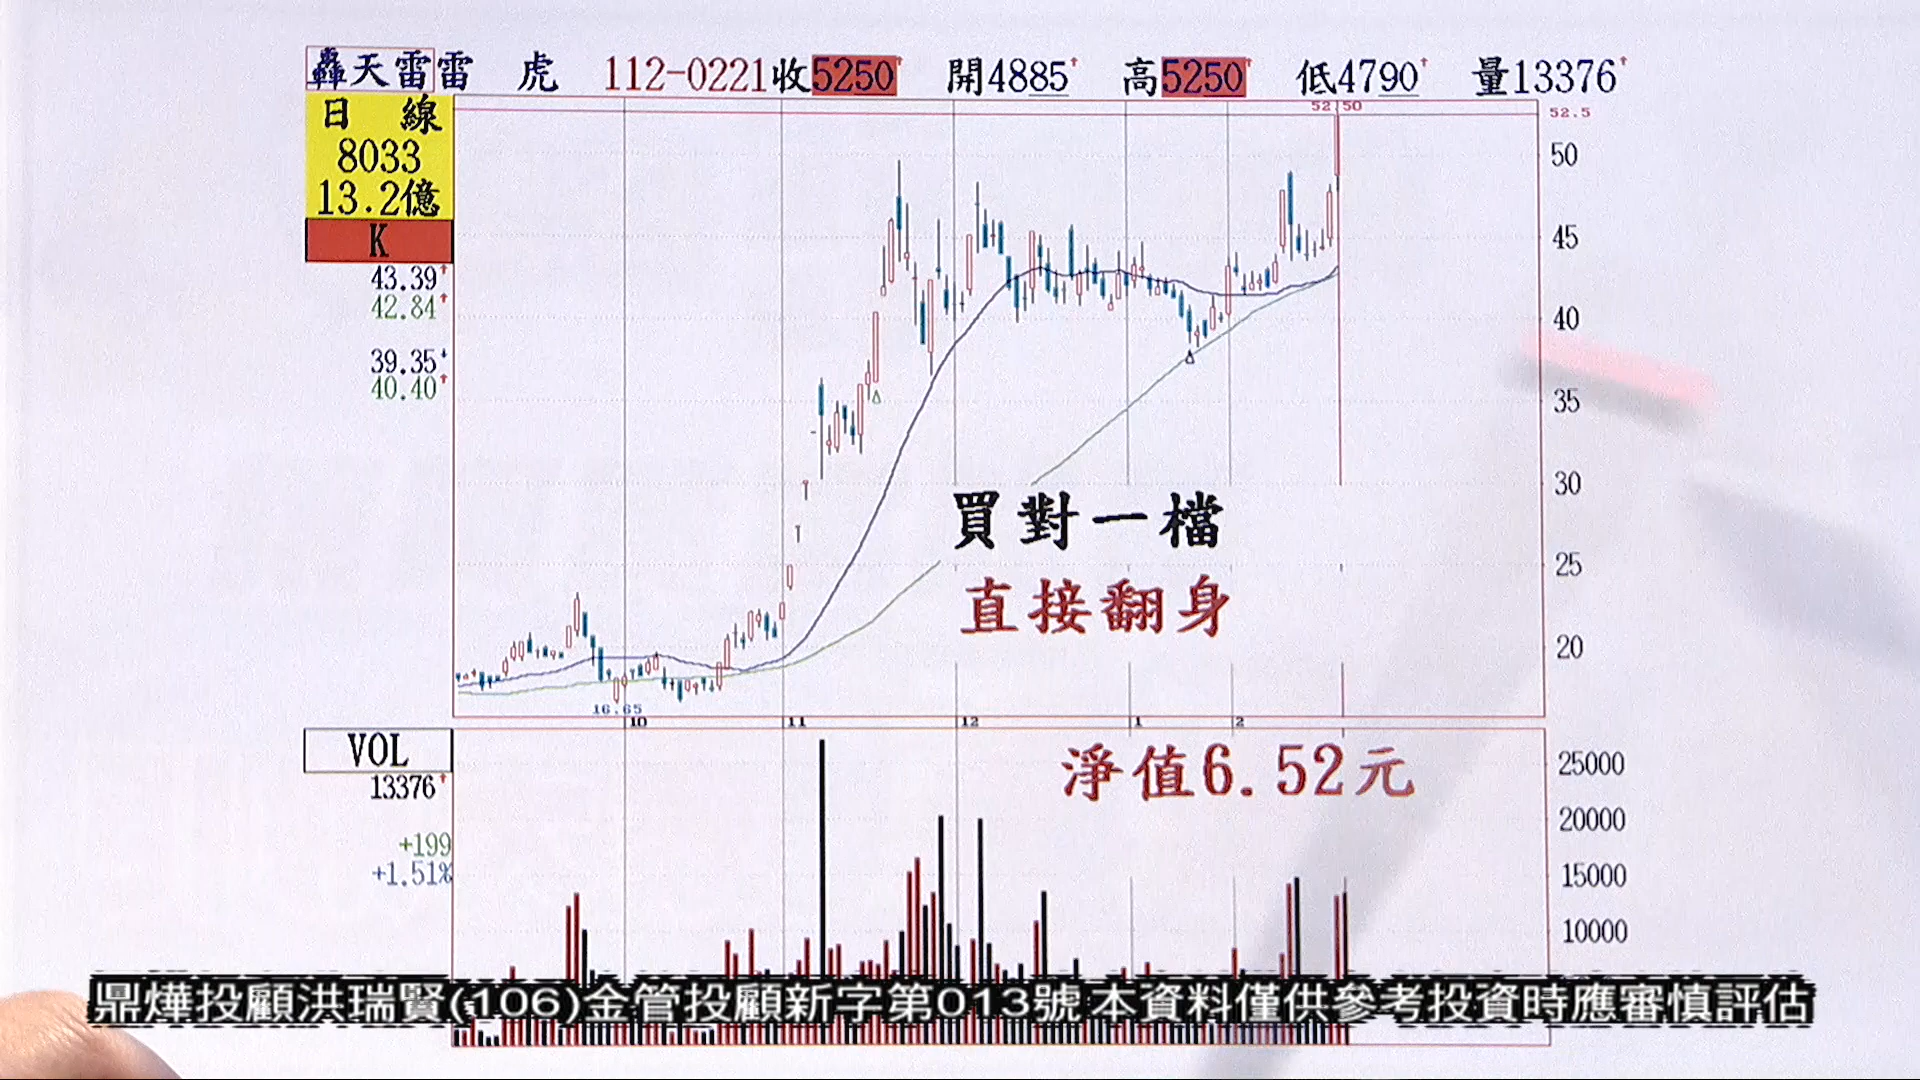 轟天雷雷 虎 112-0221收5250 開4885 高5250 低4790 量13376
日 線
8033
13.2億
K
43.39
42.84
39.35
40.40
52.50
52.5
50
45
40
35
30
25
20
買對一檔
直接翻身
16.65
10 11 12 1 2
VOL
13376
+199
+1.51%
淨值6.52元
25000
20000
15000
10000
鼎燁投顧洪瑞賢(106)金管投顧新字第013號 本資料僅供參考投資時應審慎評估